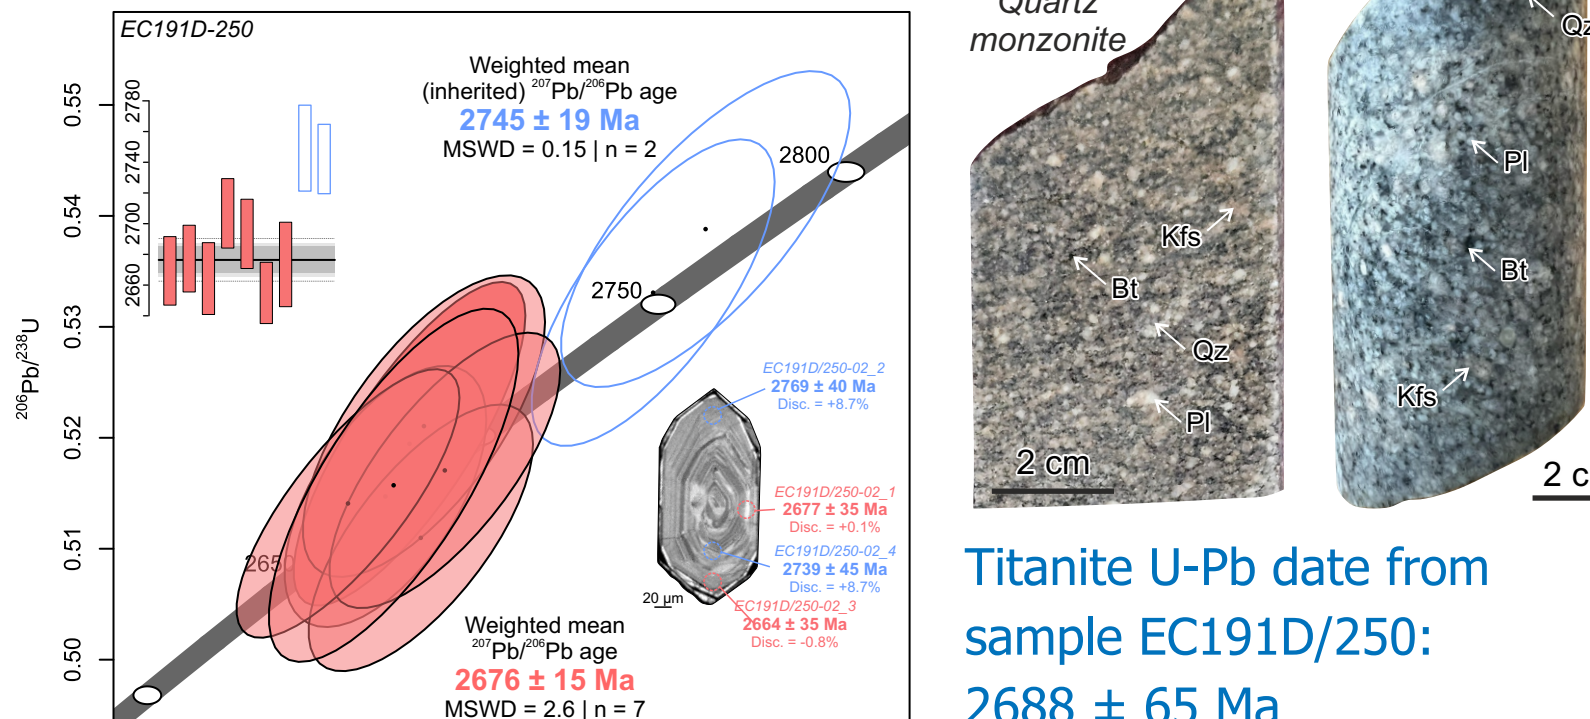 EC191D-250
Weighted mean
(inherited) ²⁰⁷Pb/²⁰⁶Pb age
2745 ± 19 Ma
MSWD = 0.15 | n = 2
2780
2740
2700
2660
0.55
0.54
0.53
0.52
0.51
0.50
²⁰⁶Pb/²³⁸U
2800
2750
2650
EC191D/250-02_2
2769 ± 40 Ma
Disc. = +8.7%
EC191D/250-02_1
2677 ± 35 Ma
Disc. = +0.1%
EC191D/250-02_4
2739 ± 45 Ma
Disc. = +8.7%
EC191D/250-02_3
2664 ± 35 Ma
Disc. = -0.8%
20 µm
Weighted mean
²⁰⁷Pb/²⁰⁶Pb age
2676 ± 15 Ma
MSWD = 2.6 | n = 7
Quartz
monzonite
Kfs
Bt
Qz
Pl
2 cm
Qz
Pl
Bt
Kfs
2 c
Titanite U-Pb date from
sample EC191D/250:
2688 ± 65 Ma